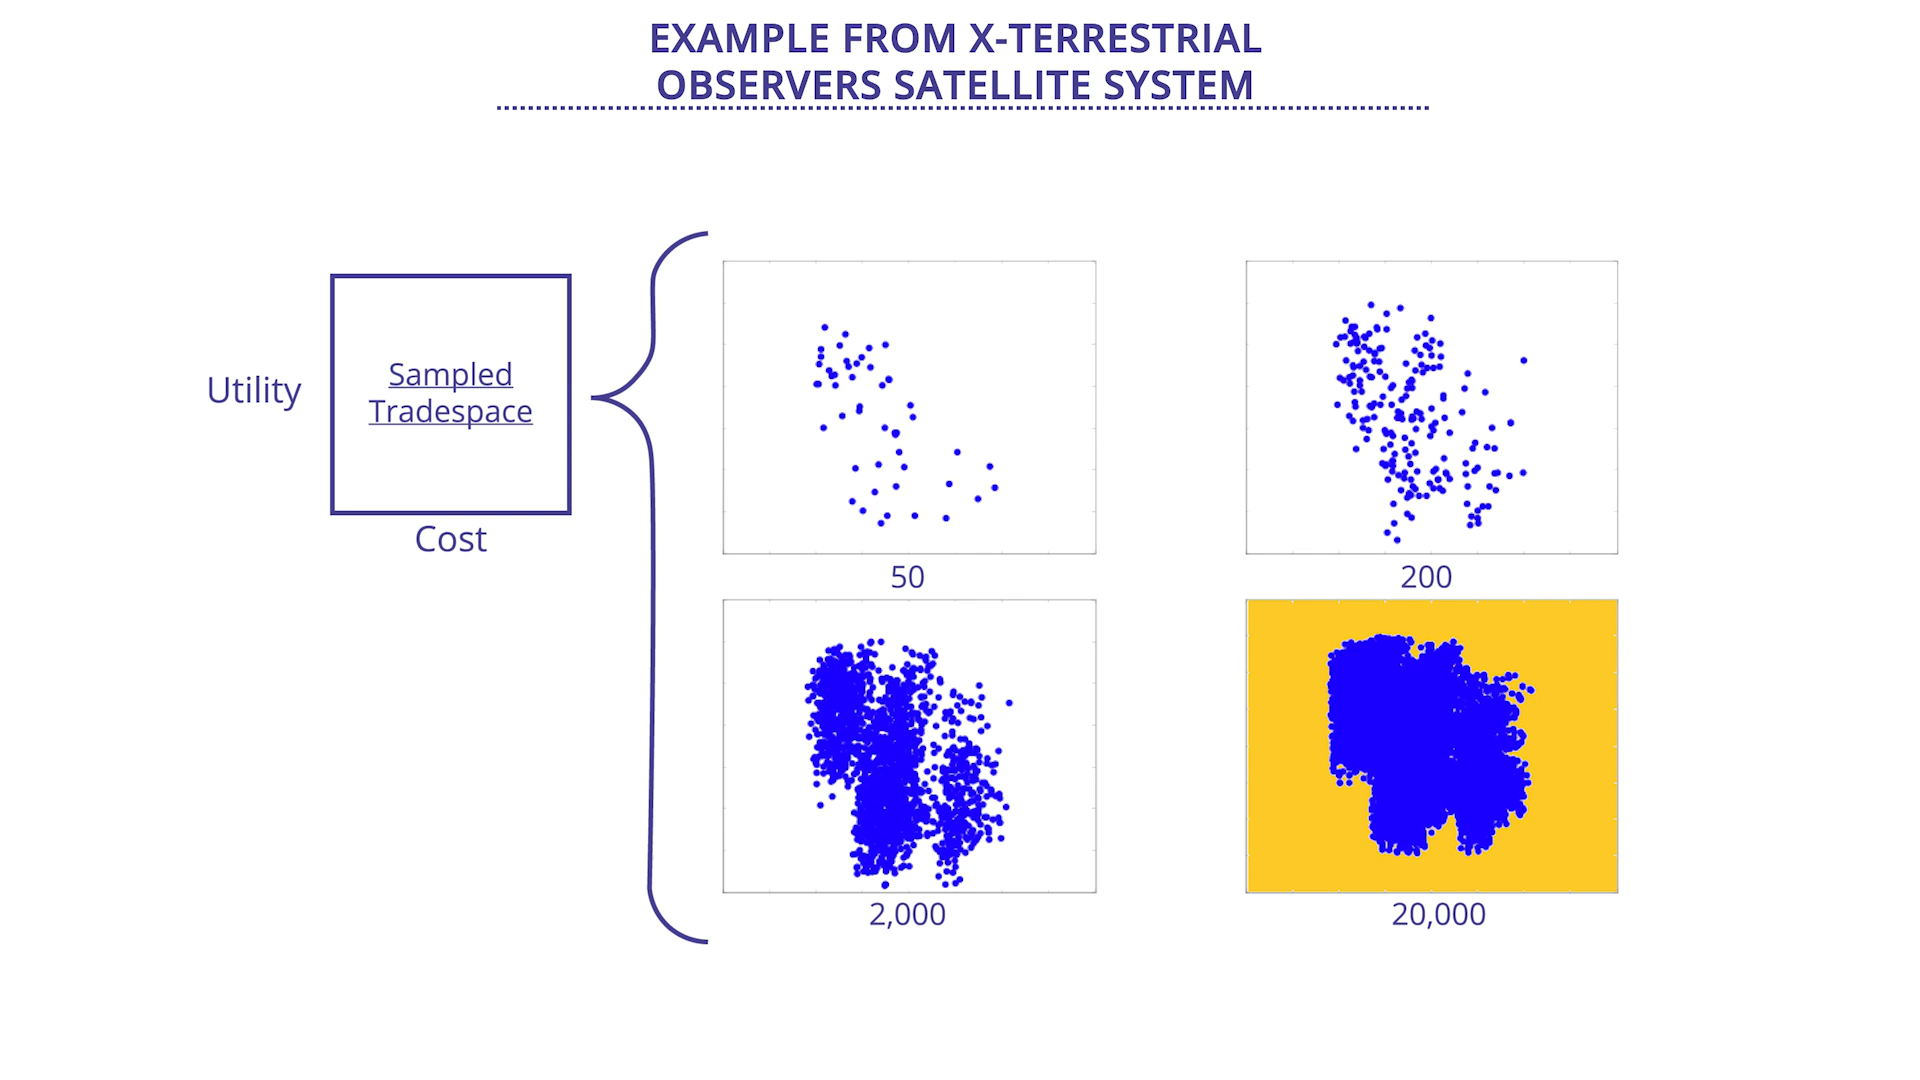 EXAMPLE FROM X-TERRESTRIAL
OBSERVERS SATELLITE SYSTEM
Utility
Sampled
Tradespace
Cost
50
200
2,000
20,000